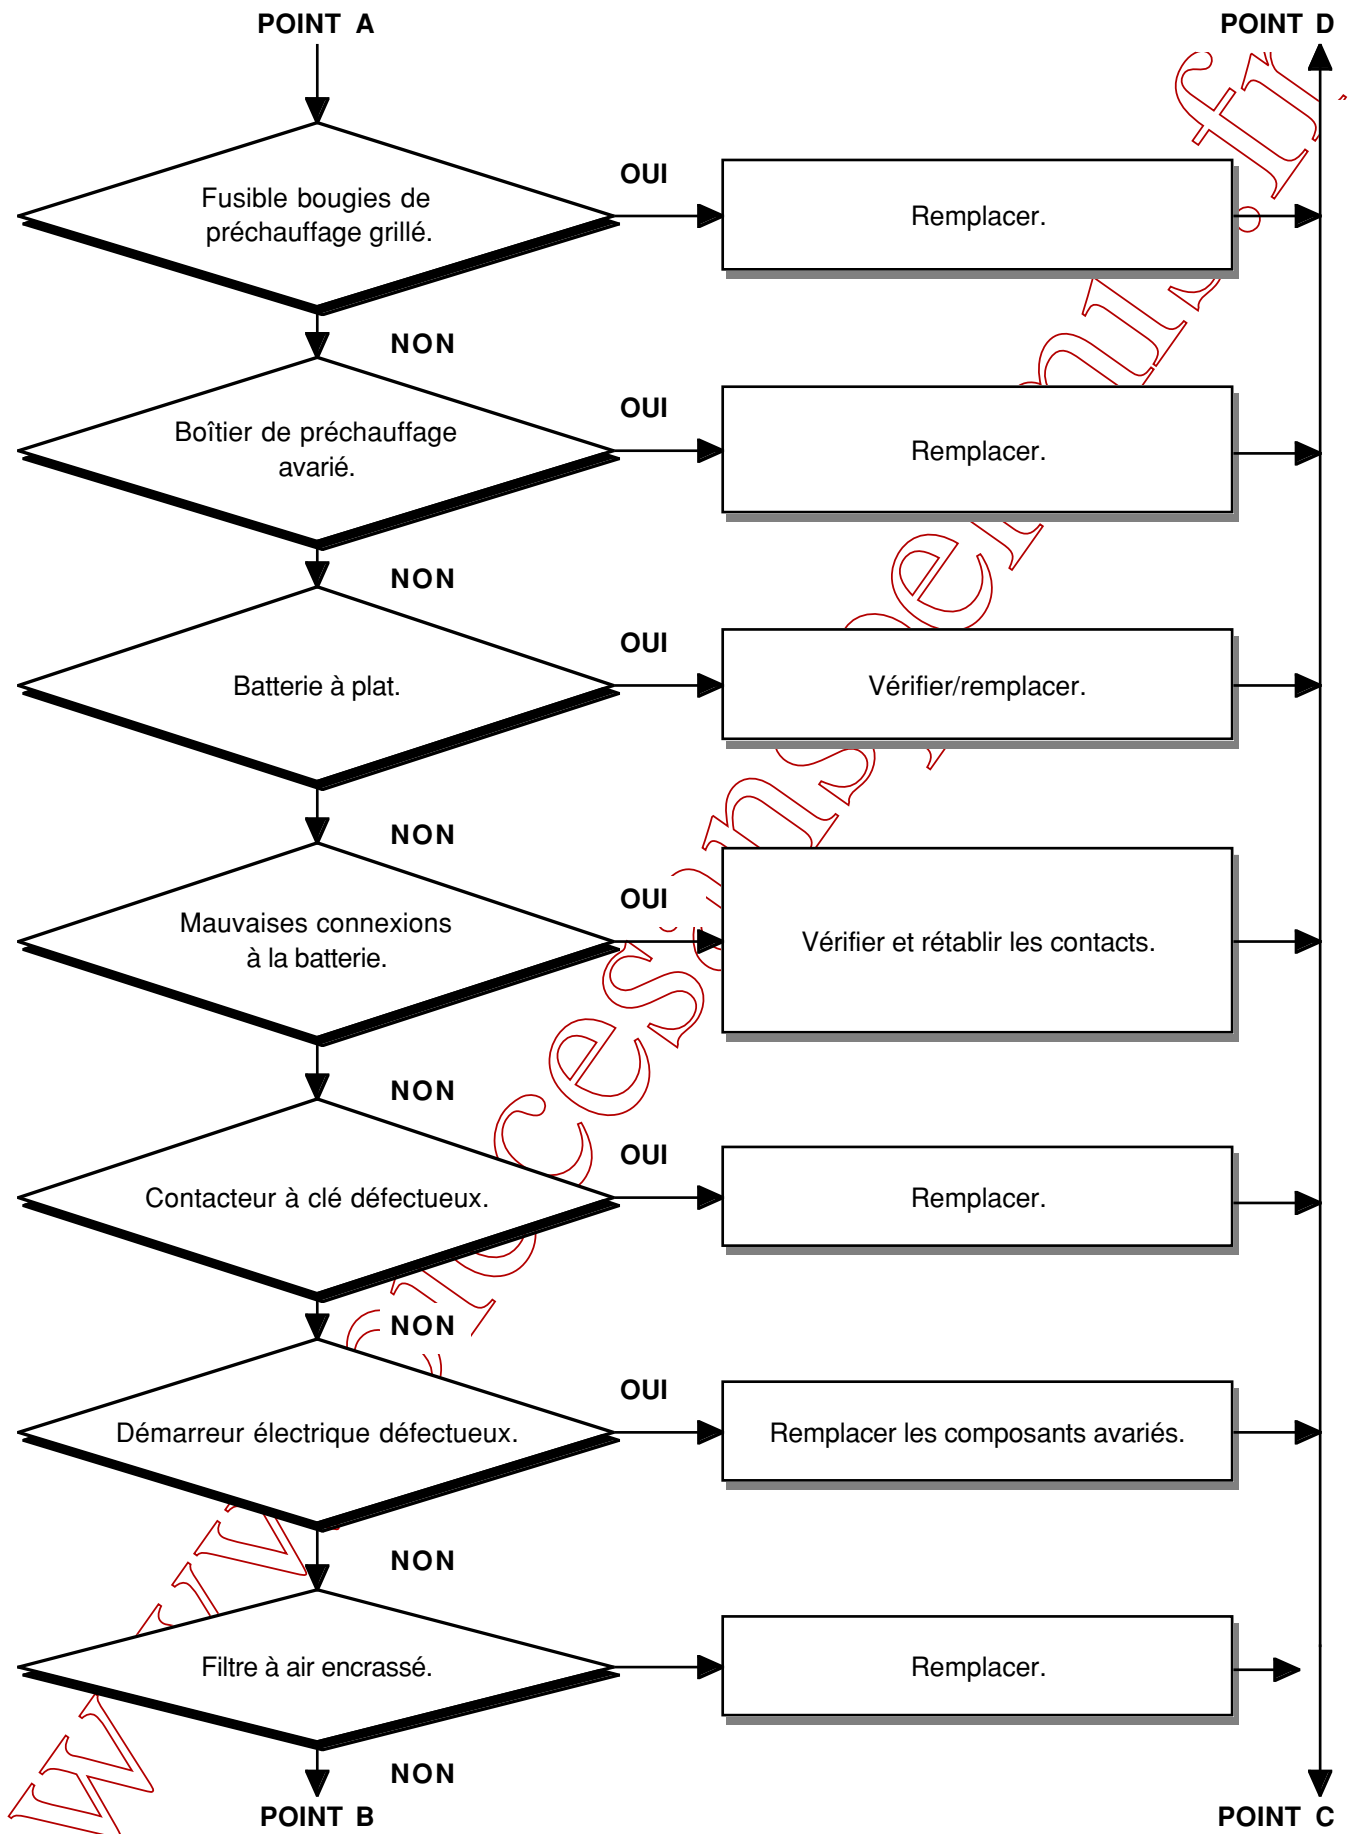 POINT A
POINT D
OUI
Fusible bougies de
préchauffage grillé.
Remplacer.
NON
OUI
Boîtier de préchauffage
avarié.
Remplacer.
NON
OUI
Batterie à plat.
Vérifier/remplacer.
NON
OUI
Mauvaises connexions
à la batterie.
Vérifier et rétablir les contacts.
NON
OUI
Contacteur à clé défectueux.
Remplacer.
NON
OUI
Démarreur électrique défectueux.
Remplacer les composants avariés.
NON
Filtre à air encrassé.
Remplacer.
NON
POINT B
POINT C